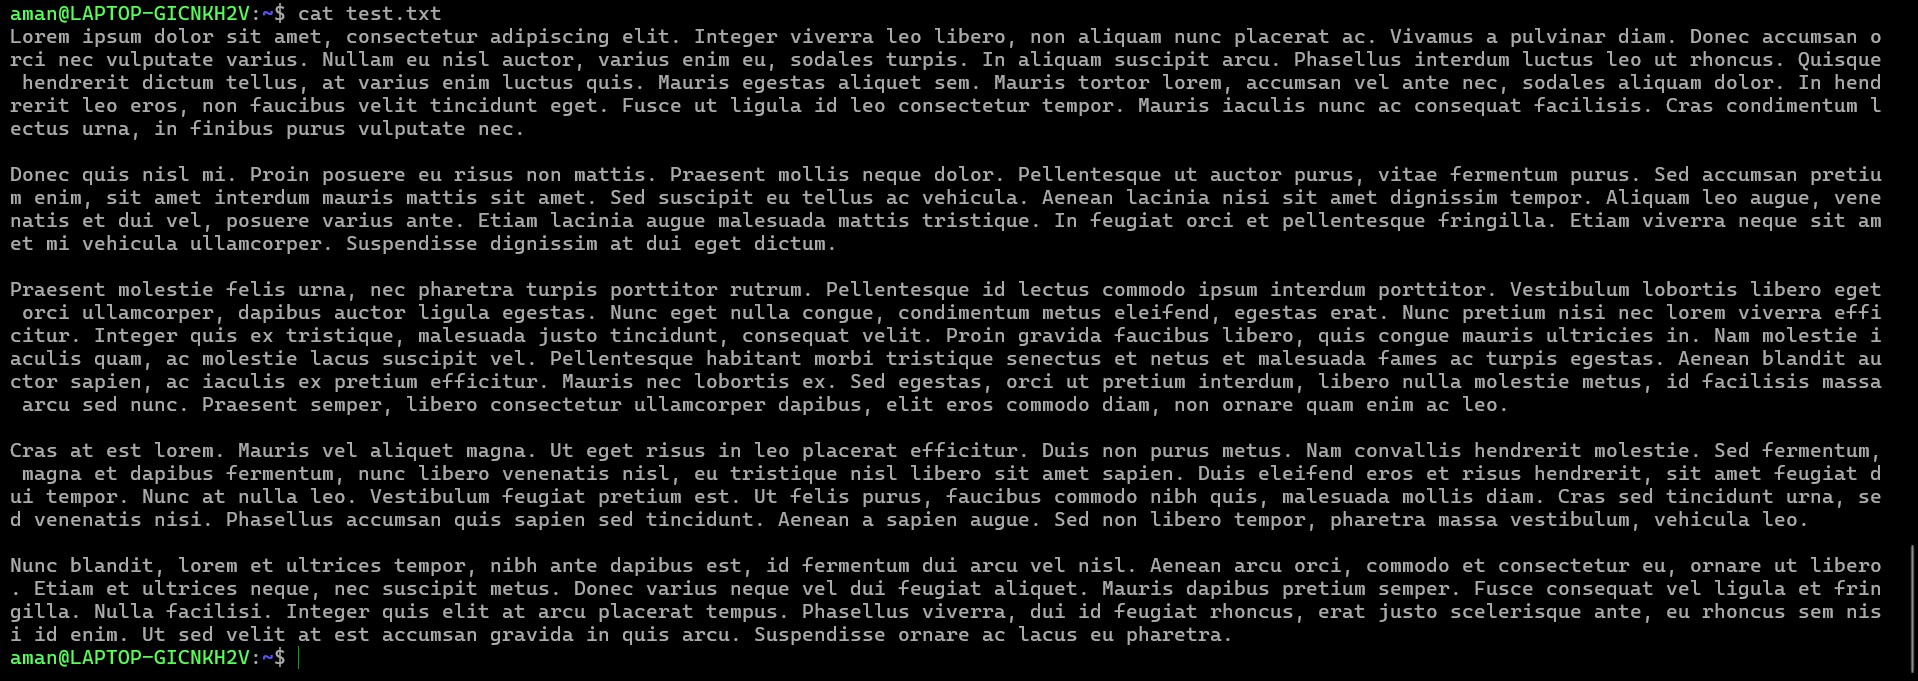 aman@LAPTOP-GICNKH2V:~$ cat test.txt
Lorem ipsum dolor sit amet, consectetur adipiscing elit. Integer viverra leo libero, non aliquam nunc placerat ac. Vivamus a pulvinar diam. Donec accumsan o
rci nec vulputate varius. Nullam eu nisl auctor, varius enim eu, sodales turpis. In aliquam suscipit arcu. Phasellus interdum luctus leo ut rhoncus. Quisque
 hendrerit dictum tellus, at varius enim luctus quis. Mauris egestas aliquet sem. Mauris tortor lorem, accumsan vel ante nec, sodales aliquam dolor. In hend
rerit leo eros, non faucibus velit tincidunt eget. Fusce ut ligula id leo consectetur tempor. Mauris iaculis nunc ac consequat facilisis. Cras condimentum l
ectus urna, in finibus purus vulputate nec.

Donec quis nisl mi. Proin posuere eu risus non mattis. Praesent mollis neque dolor. Pellentesque ut auctor purus, vitae fermentum purus. Sed accumsan pretiu
m enim, sit amet interdum mauris mattis sit amet. Sed suscipit eu tellus ac vehicula. Aenean lacinia nisi sit amet dignissim tempor. Aliquam leo augue, vene
natis et dui vel, posuere varius ante. Etiam lacinia augue malesuada mattis tristique. In feugiat orci et pellentesque fringilla. Etiam viverra neque sit am
et mi vehicula ullamcorper. Suspendisse dignissim at dui eget dictum.

Praesent molestie felis urna, nec pharetra turpis porttitor rutrum. Pellentesque id lectus commodo ipsum interdum porttitor. Vestibulum lobortis libero eget
 orci ullamcorper, dapibus auctor ligula egestas. Nunc eget nulla congue, condimentum metus eleifend, egestas erat. Nunc pretium nisi nec lorem viverra effi
citur. Integer quis ex tristique, malesuada justo tincidunt, consequat velit. Proin gravida faucibus libero, quis congue mauris ultricies in. Nam molestie i
aculis quam, ac molestie lacus suscipit vel. Pellentesque habitant morbi tristique senectus et netus et malesuada fames ac turpis egestas. Aenean blandit au
ctor sapien, ac iaculis ex pretium efficitur. Mauris nec lobortis ex. Sed egestas, orci ut pretium interdum, libero nulla molestie metus, id facilisis massa
 arcu sed nunc. Praesent semper, libero consectetur ullamcorper dapibus, elit eros commodo diam, non ornare quam enim ac leo.

Cras at est lorem. Mauris vel aliquet magna. Ut eget risus in leo placerat efficitur. Duis non purus metus. Nam convallis hendrerit molestie. Sed fermentum,
 magna et dapibus fermentum, nunc libero venenatis nisl, eu tristique nisl libero sit amet sapien. Duis eleifend eros et risus hendrerit, sit amet feugiat d
ui tempor. Nunc at nulla leo. Vestibulum feugiat pretium est. Ut felis purus, faucibus commodo nibh quis, malesuada mollis diam. Cras sed tincidunt urna, se
d venenatis nisi. Phasellus accumsan quis sapien sed tincidunt. Aenean a sapien augue. Sed non libero tempor, pharetra massa vestibulum, vehicula leo.

Nunc blandit, lorem et ultrices tempor, nibh ante dapibus est, id fermentum dui arcu vel nisl. Aenean arcu orci, commodo et consectetur eu, ornare ut libero
. Etiam et ultrices neque, nec suscipit metus. Donec varius neque vel dui feugiat aliquet. Mauris dapibus pretium semper. Fusce consequat vel ligula et frin
gilla. Nulla facilisi. Integer quis elit at arcu placerat tempus. Phasellus viverra, dui id feugiat rhoncus, erat justo scelerisque ante, eu rhoncus sem nis
i id enim. Ut sed velit at est accumsan gravida in quis arcu. Suspendisse ornare ac lacus eu pharetra.
aman@LAPTOP-GICNKH2V:~$